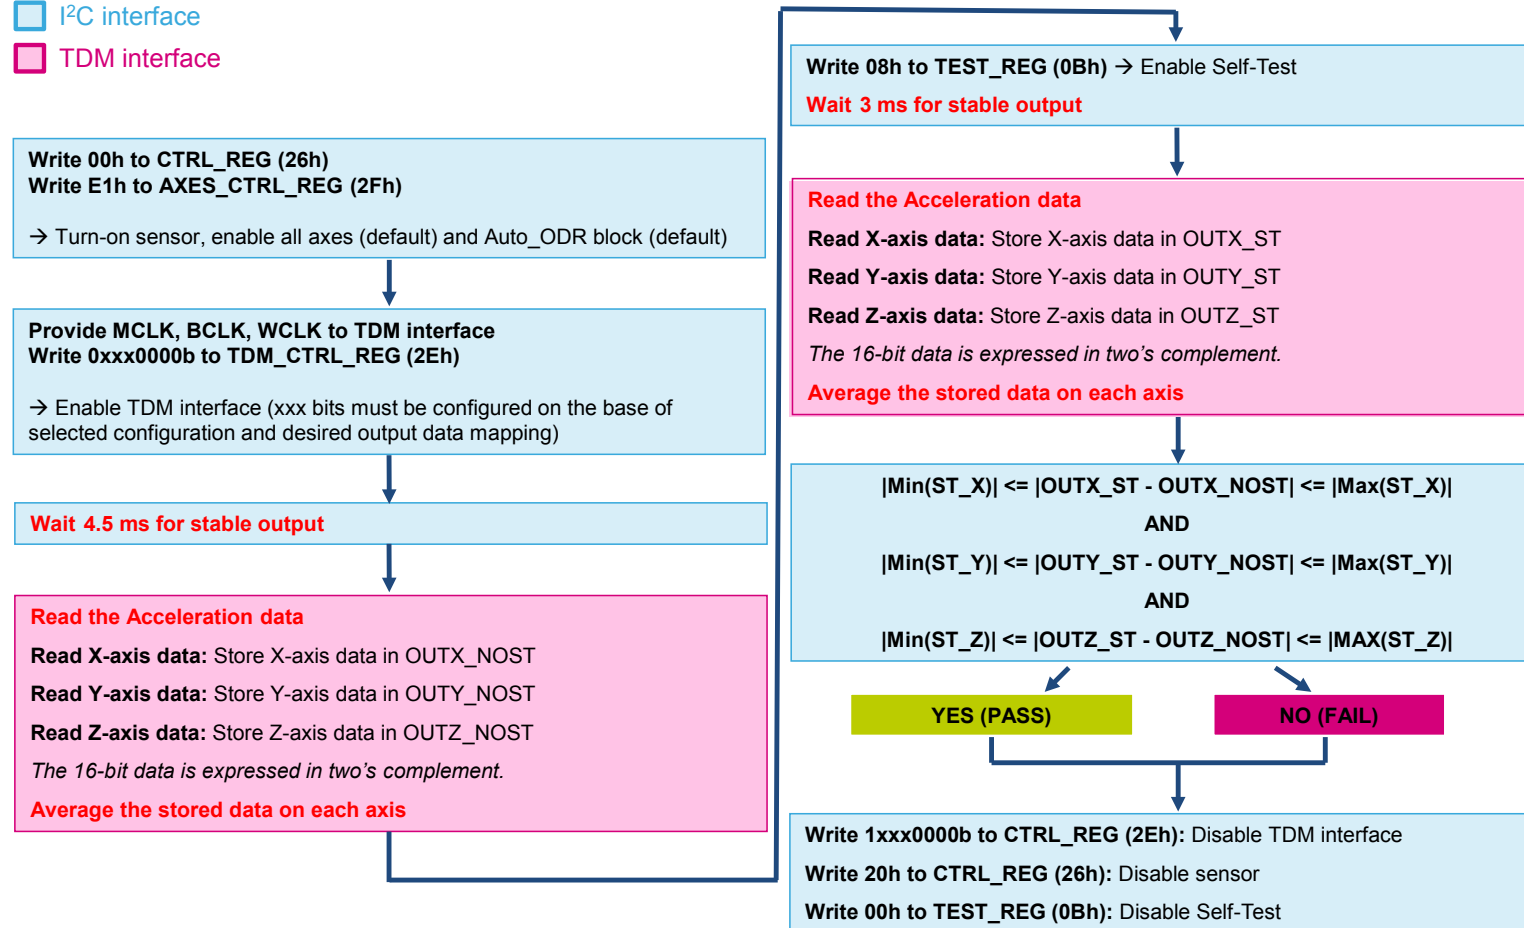 I²C interface
TDM interface
Write 00h to CTRL_REG (26h)
Write E1h to AXES_CTRL_REG (2Fh)
→ Turn-on sensor, enable all axes (default) and Auto_ODR block (default)
Provide MCLK, BCLK, WCLK to TDM interface
Write 0xxx0000b to TDM_CTRL_REG (2Eh)
→ Enable TDM interface (xxx bits must be configured on the base of
selected configuration and desired output data mapping)
Wait 4.5 ms for stable output
Read the Acceleration data
Read X-axis data: Store X-axis data in OUTX_NOST
Read Y-axis data: Store Y-axis data in OUTY_NOST
Read Z-axis data: Store Z-axis data in OUTZ_NOST
The 16-bit data is expressed in two's complement.
Average the stored data on each axis
Write 08h to TEST_REG (0Bh) → Enable Self-Test
Wait 3 ms for stable output
Read the Acceleration data
Read X-axis data: Store X-axis data in OUTX_ST
Read Y-axis data: Store Y-axis data in OUTY_ST
Read Z-axis data: Store Z-axis data in OUTZ_ST
The 16-bit data is expressed in two's complement.
Average the stored data on each axis
|Min(ST_X)| <= |OUTX_ST - OUTX_NOST| <= |Max(ST_X)|
AND
|Min(ST_Y)| <= |OUTY_ST - OUTY_NOST| <= |Max(ST_Y)|
AND
|Min(ST_Z)| <= |OUTZ_ST - OUTZ_NOST| <= |MAX(ST_Z)|
YES (PASS)
NO (FAIL)
Write 1xxx0000b to CTRL_REG (2Eh): Disable TDM interface
Write 20h to CTRL_REG (26h): Disable sensor
Write 00h to TEST_REG (0Bh): Disable Self-Test